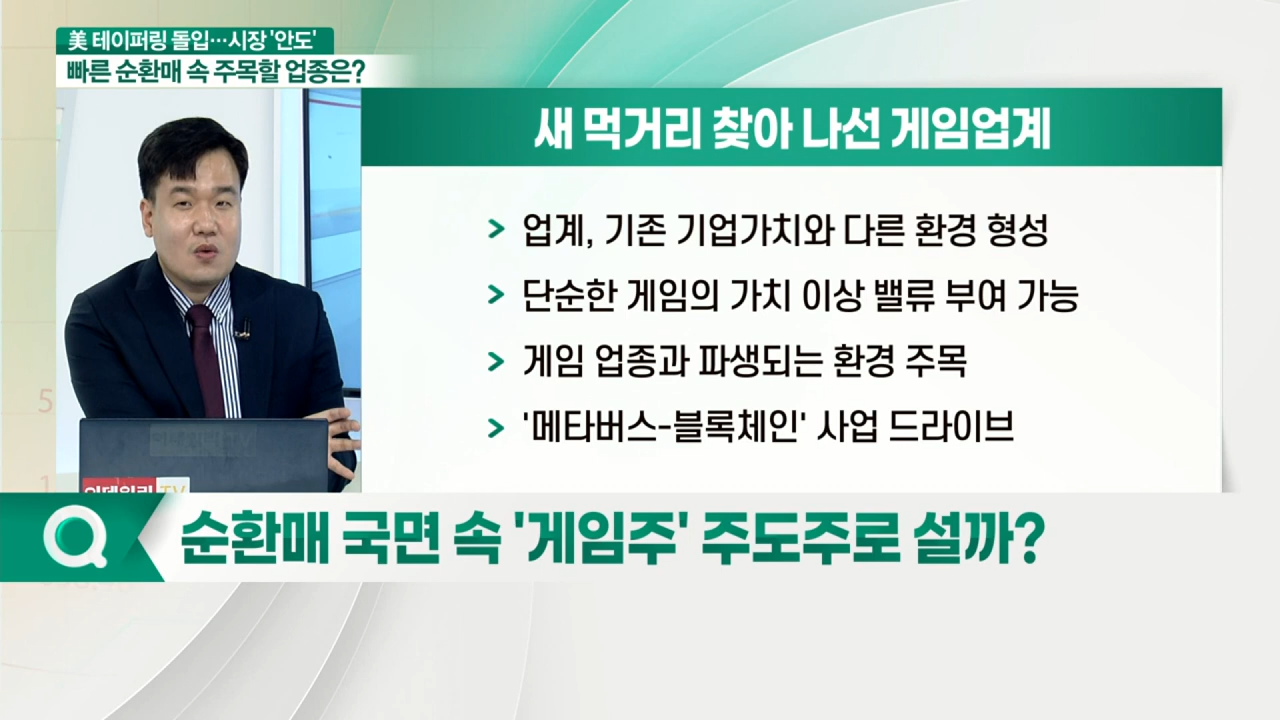 美 테이퍼링 돌입…시장 '안도'
빠른 순환매 속 주목할 업종은?
새 먹거리 찾아 나선 게임업계
> 업계, 기존 기업가치와 다른 환경 형성
> 단순한 게임의 가치 이상 밸류 부여 가능
> 게임 업종과 파생되는 환경 주목
> '메타버스-블록체인' 사업 드라이브
이데일리 TV
Q 순환매 국면 속 '게임주' 주도주로 설까?